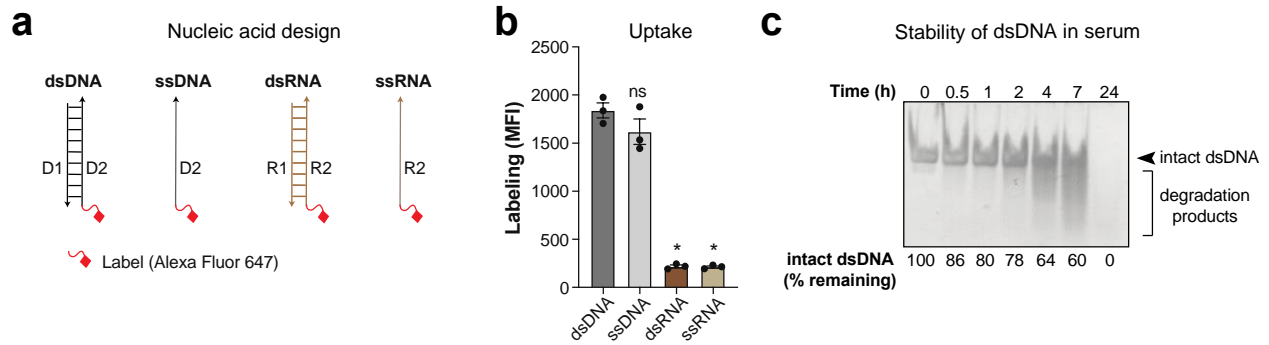 a
Nucleic acid design
dsDNA ssDNA dsRNA ssRNA
D1 D2 D2 R1 R2 R2
Label (Alexa Fluor 647)
b
Uptake
Labeling (MFI)
2500
2000
1500
1000
500
0
ns
* *
dsDNA ssDNA dsRNA ssRNA
c
Stability of dsDNA in serum
Time (h) 0 0.5 1 2 4 7 24
intact dsDNA
degradation
products
intact dsDNA
(% remaining) 100 86 80 78 64 60 0